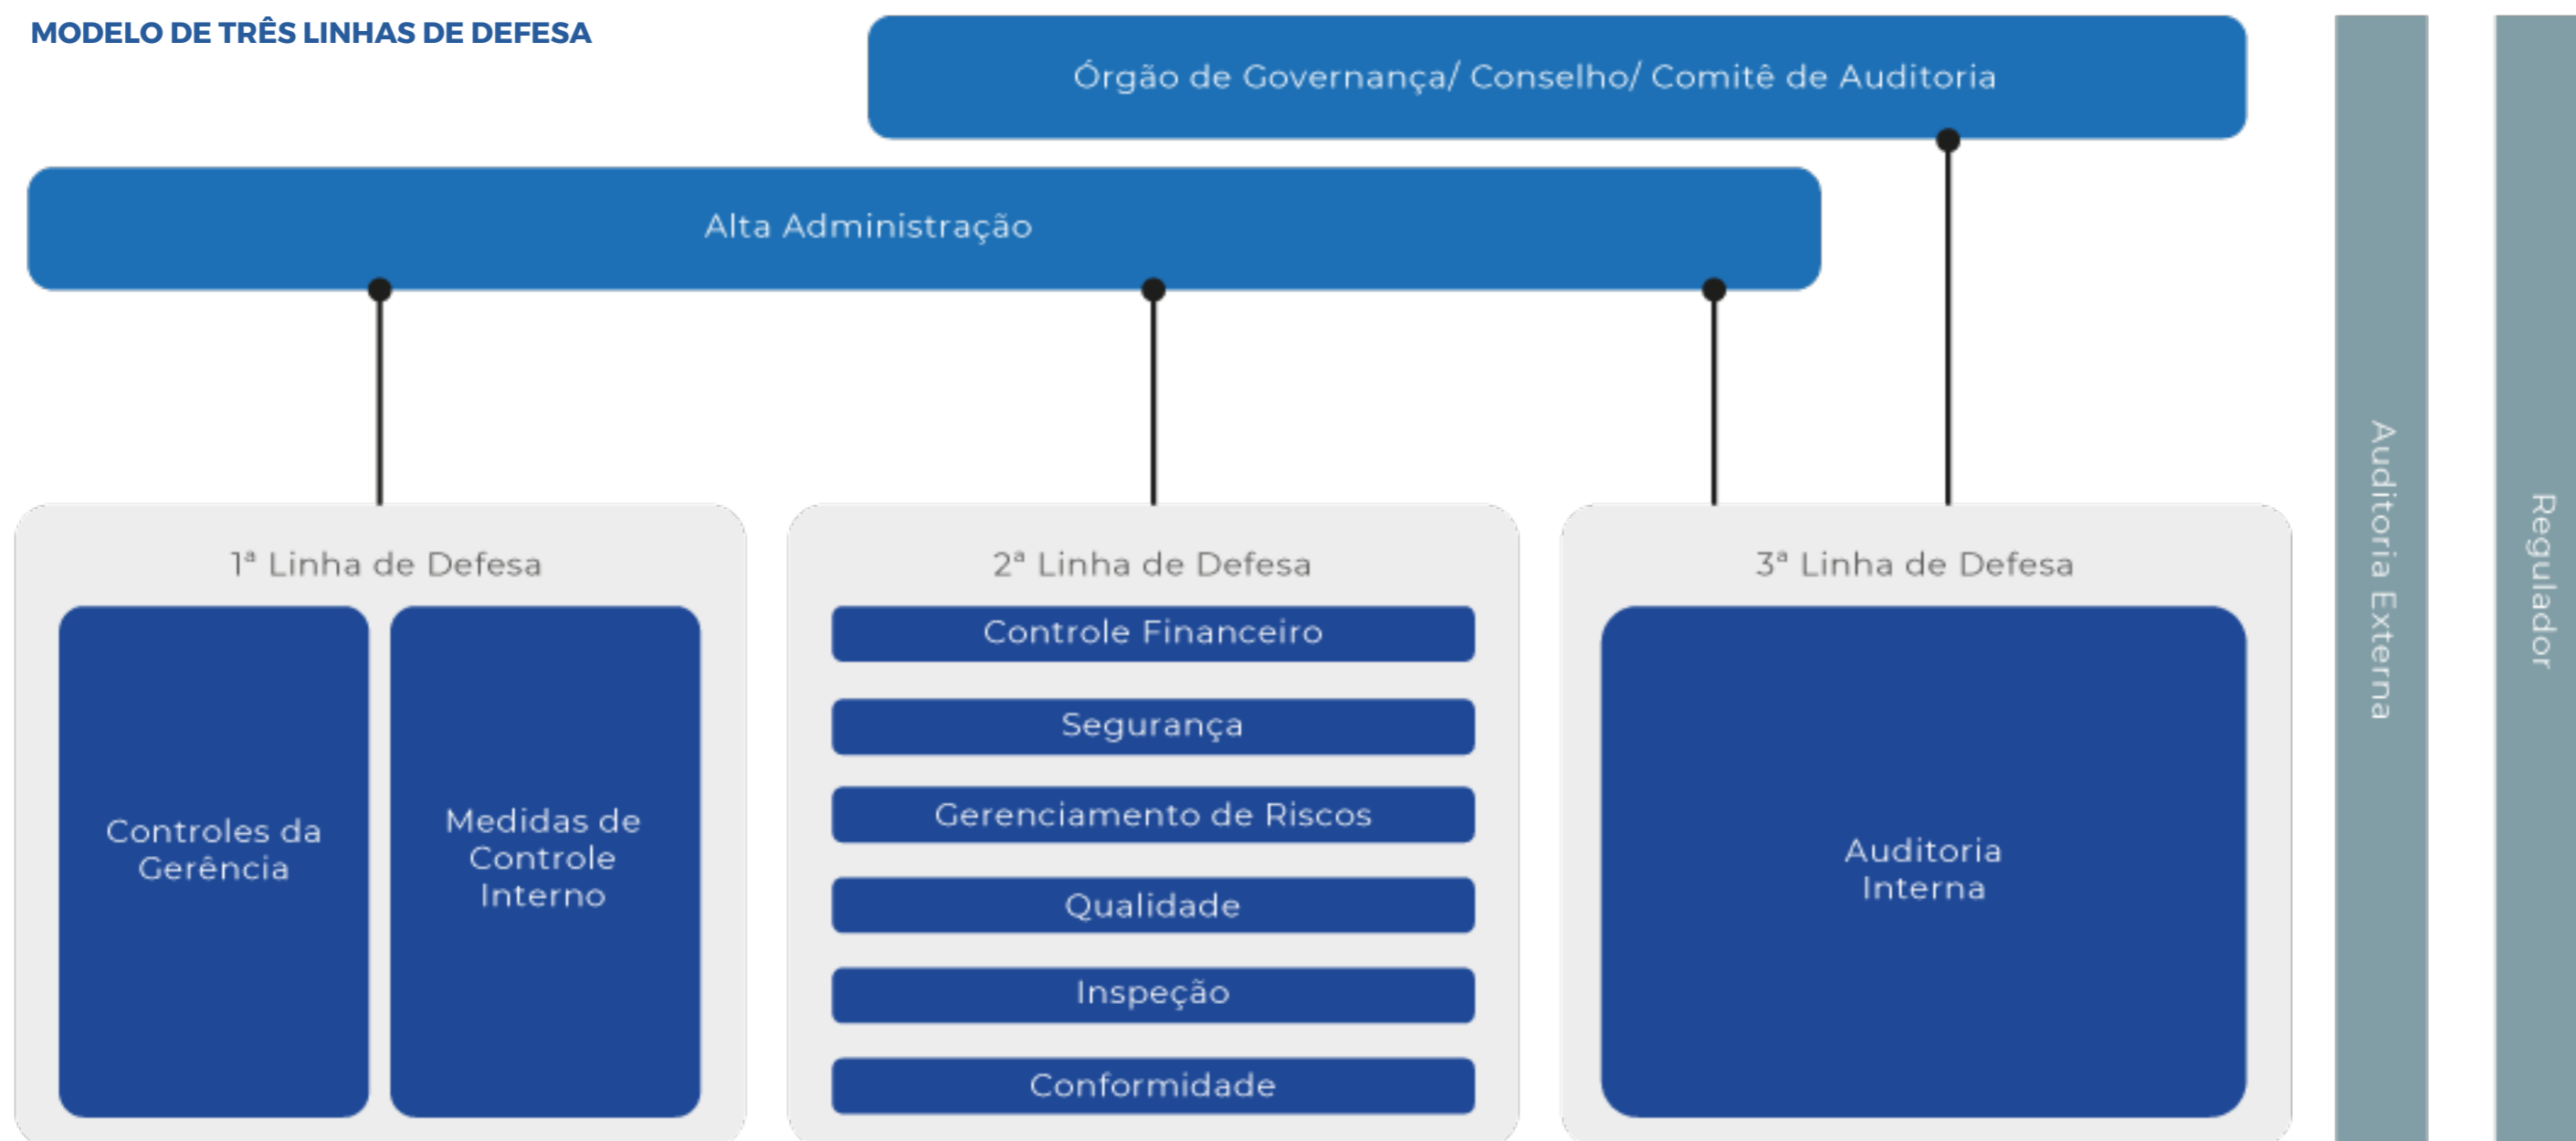 MODELO DE TRÊS LINHAS DE DEFESA
Órgão de Governança/ Conselho/ Comitê de Auditoria
Alta Administração
1ª Linha de Defesa
Controles da
Gerência
Medidas de
Controle
Interno
2ª Linha de Defesa
Controle Financeiro
Segurança
Gerenciamento de Riscos
Qualidade
Inspeção
Conformidade
3ª Linha de Defesa
Auditoria
Interna
Auditoria Externa
Regulador